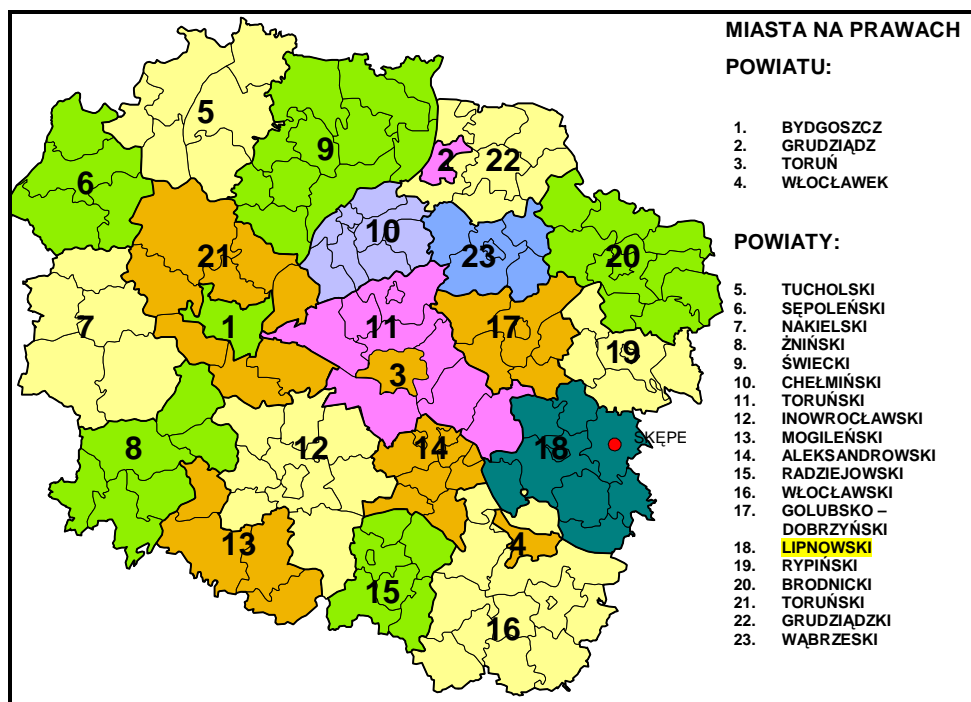 MIASTA NA PRAWACH
POWIATU:
1. BYDGOSZCZ
2. GRUDZIĄDZ
3. TORUŃ
4. WŁOCŁAWEK
POWIATY:
5. TUCHOLSKI
6. SĘPOLEŃSKI
7. NAKIELSKI
8. ŻNIŃSKI
9. ŚWIECKI
10. CHEŁMIŃSKI
11. TORUŃSKI
12. INOWROCŁAWSKI
13. MOGILEŃSKI
14. ALEKSANDROWSKI
15. RADZIEJOWSKI
16. WŁOCŁAWSKI
17. GOLUBSKO –
DOBRZYŃSKI
18. LIPNOWSKI
19. RYPIŃSKI
20. BRODNICKI
21. TORUŃSKI
22. GRUDZIĄDZKI
23. WĄBRZESKI
5
9
2
22
6
10
23
20
21
7
1
11
17
19
3
8
12
14
18
SKĘPE
13
4
15
16